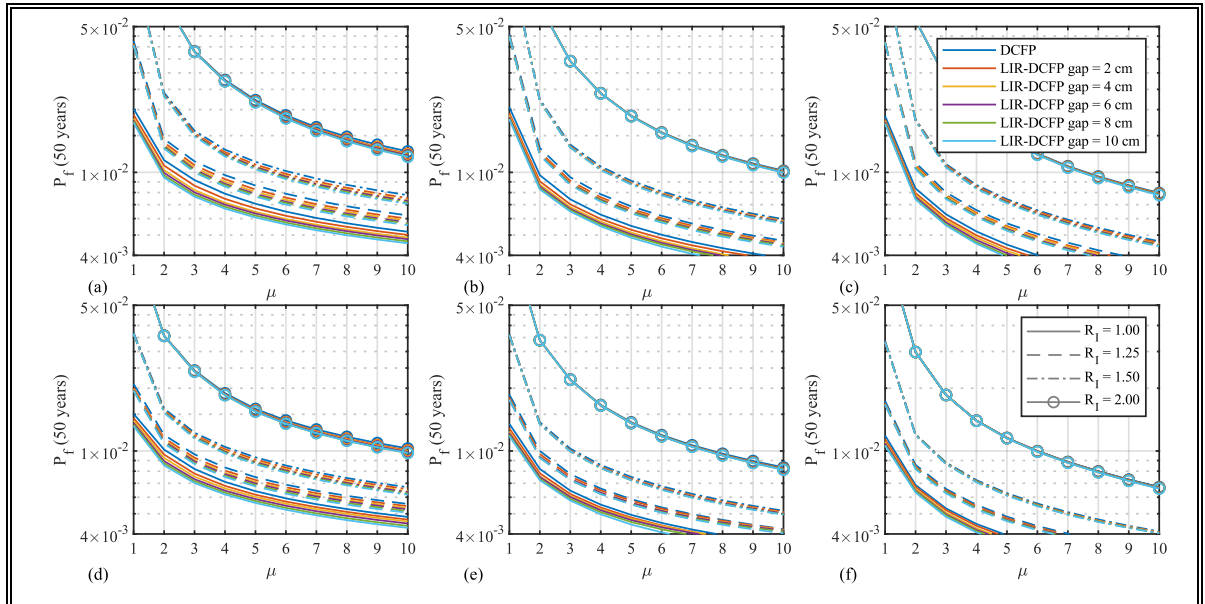 P_f (50 years)
5×10⁻²
1×10⁻²
4×10⁻³
1 2 3 4 5 6 7 8 9 10
(a)
μ
5×10⁻²
1×10⁻²
4×10⁻³
1 2 3 4 5 6 7 8 9 10
P_f (50 years)
(b)
μ
5×10⁻²
1×10⁻²
4×10⁻³
1 2 3 4 5 6 7 8 9 10
P_f (50 years)
(c)
μ
DCFP
LIR-DCFP gap = 2 cm
LIR-DCFP gap = 4 cm
LIR-DCFP gap = 6 cm
LIR-DCFP gap = 8 cm
LIR-DCFP gap = 10 cm
P_f (50 years)
5×10⁻²
1×10⁻²
4×10⁻³
1 2 3 4 5 6 7 8 9 10
(d)
μ
P_f (50 years)
5×10⁻²
1×10⁻²
4×10⁻³
1 2 3 4 5 6 7 8 9 10
(e)
μ
P_f (50 years)
5×10⁻²
1×10⁻²
4×10⁻³
1 2 3 4 5 6 7 8 9 10
(f)
μ
R_I = 1.00
R_I = 1.25
R_I = 1.50
R_I = 2.00